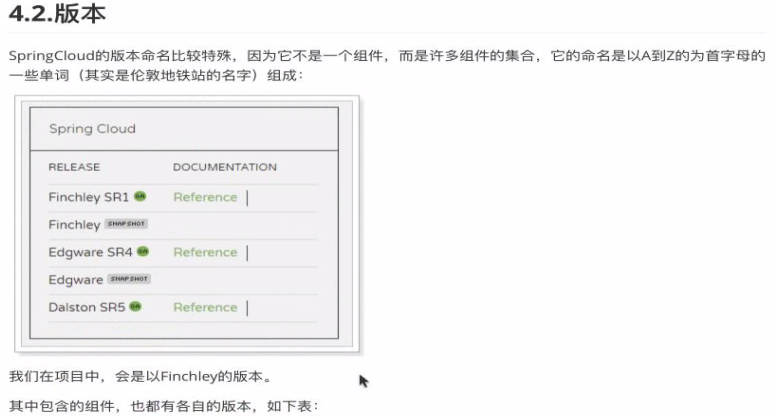 4.2.版本
SpringCloud的版本命名比较特殊，因为它不是一个组件，而是许多组件的集合，它的命名是以A到Z的为首字母的
一些单词（其实是伦敦地铁站的名字）组成：
Spring Cloud
RELEASE DOCUMENTATION
Finchley SR1 GA Reference |
Finchley SNAPSHOT
Edgware SR4 GA Reference |
Edgware SNAPSHOT
Dalston SR5 GA Reference |
我们在项目中，会是以Finchley的版本。
其中包含的组件，也都有各自的版本，如下表：